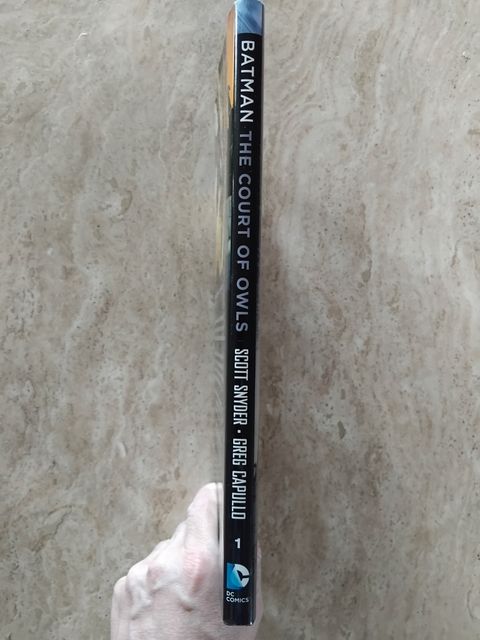 BATMAN THE COURT OF OWLS
SCOTT SNYDER • GREG CAPULLO
1
DC
COMICS